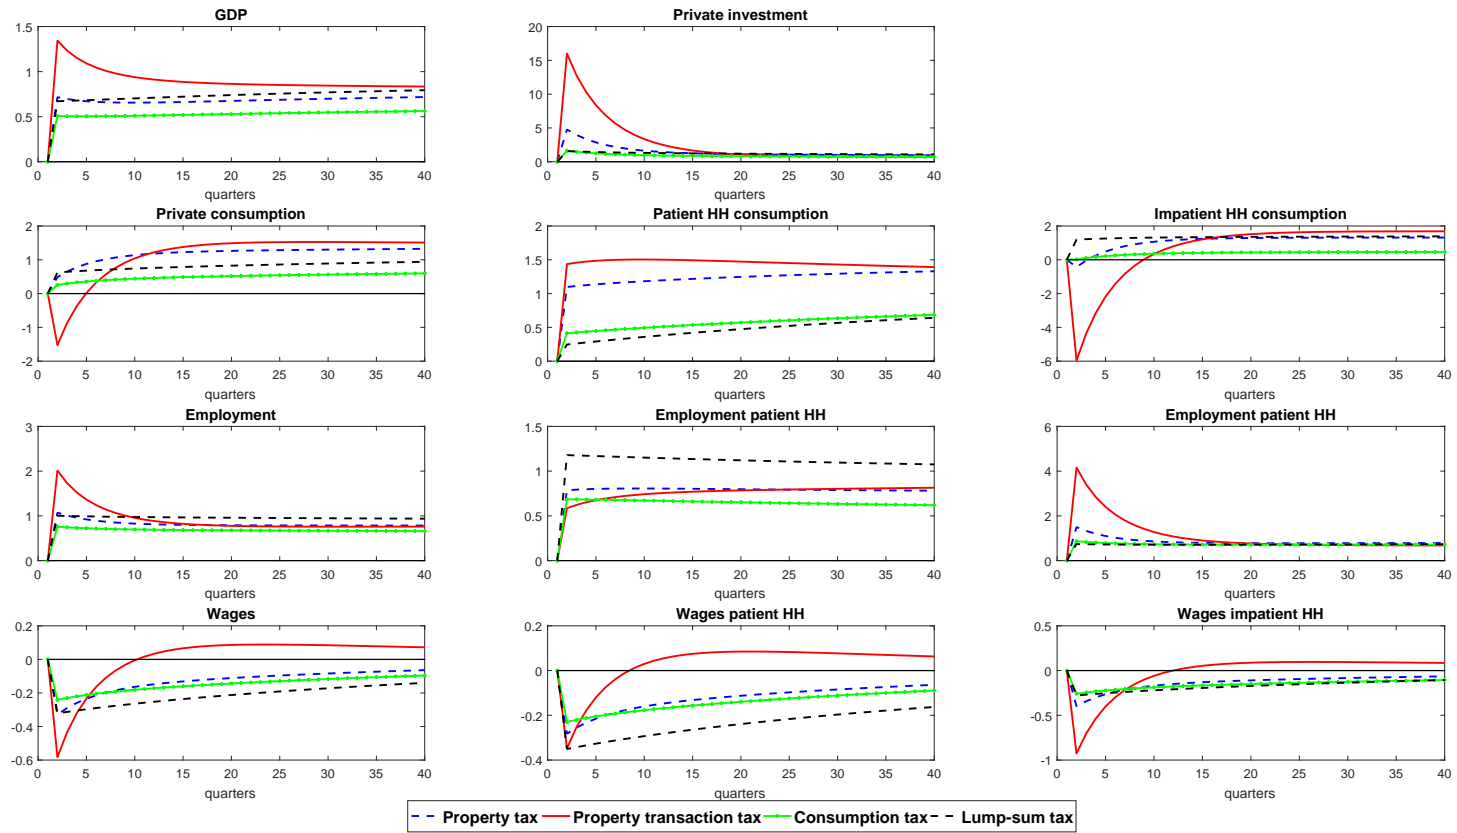 GDP
1.5
1
0.5
0
0 5 10 15 20 25 30 35 40
quarters
Private investment
20
15
10
5
0
0 5 10 15 20 25 30 35 40
quarters
Private consumption
2
1
0
-1
-2
0 5 10 15 20 25 30 35 40
Patient HH consumption
2
1.5
1
0.5
0
0 5 10 15 20 25 30 35 40
Impatient HH consumption
2
0
-2
-4
-6
0 5 10 15 20 25 30 35 40
Employment
3
2
1
0
0 5 10 15 20 25 30 35 40
quarters
Employment patient HH
1.5
1
0.5
0
0 5 10 15 20 25 30 35 40
quarters
Employment patient HH
6
4
2
0
0 5 10 15 20 25 30 35 40
quarters
Wages
0.2
0
-0.2
-0.4
-0.6
0 5 10 15 20 25 30 35 40
quarters
Wages patient HH
0.2
0
-0.2
-0.4
0 5 10 15 20 25 30 35 40
quarters
Wages impatient HH
0.5
0
-0.5
-1
0 5 10 15 20 25 30 35 40
quarters
Property tax Property transaction tax Consumption tax Lump-sum tax